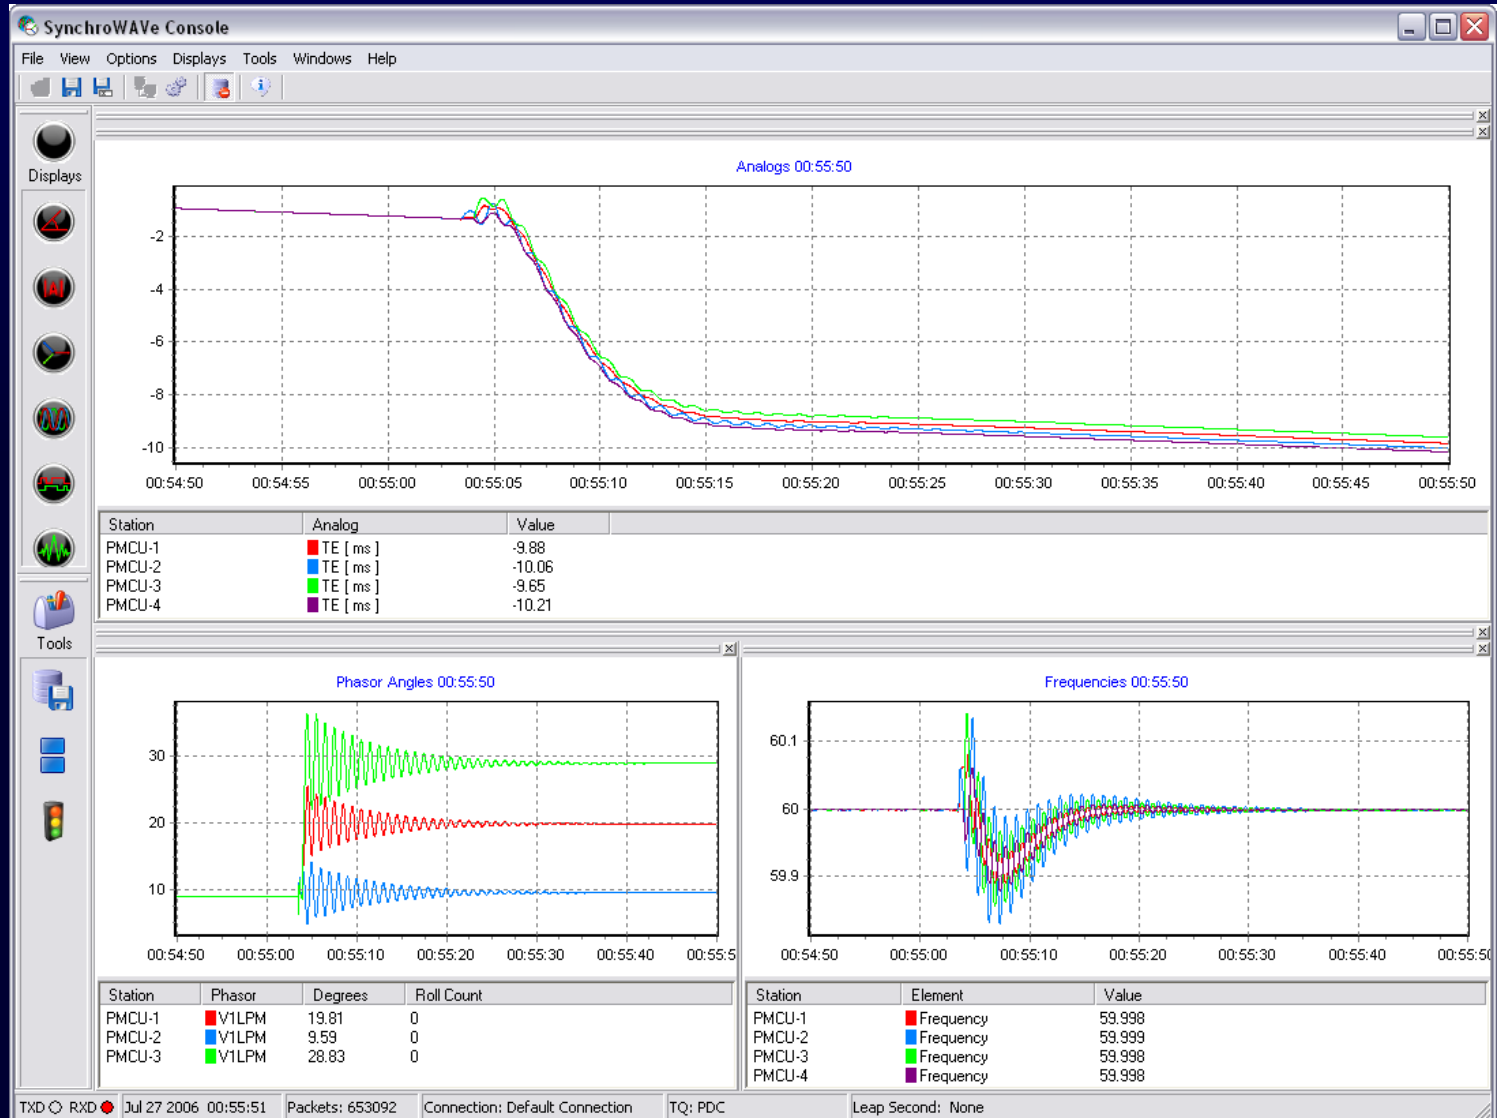 SynchroWAVe Console
File View Options Displays Tools Windows Help
Displays
Tools
Analogs 00:55:50
-2
-4
-6
-8
-10
00:54:50 00:54:55 00:55:00 00:55:05 00:55:10 00:55:15 00:55:20 00:55:25 00:55:30 00:55:35 00:55:40 00:55:45 00:55:50
Station Analog Value
PMCU-1 TE [ ms ] -9.88
PMCU-2 TE [ ms ] -10.06
PMCU-3 TE [ ms ] -9.65
PMCU-4 TE [ ms ] -10.21
Phasor Angles 00:55:50
30
20
10
00:54:50 00:55:00 00:55:10 00:55:20 00:55:30 00:55:40 00:55:5
Station Phasor Degrees Roll Count
PMCU-1 V1LPM 19.81 0
PMCU-2 V1LPM 9.59 0
PMCU-3 V1LPM 28.83 0
Frequencies 00:55:50
60.1
60
59.9
00:54:50 00:55:00 00:55:10 00:55:20 00:55:30 00:55:40 00:55:50
Station Element Value
PMCU-1 Frequency 59.998
PMCU-2 Frequency 59.999
PMCU-3 Frequency 59.998
PMCU-4 Frequency 59.998
TXD RXD Jul 27 2006 00:55:51 Packets: 653092 Connection: Default Connection TQ: PDC Leap Second: None